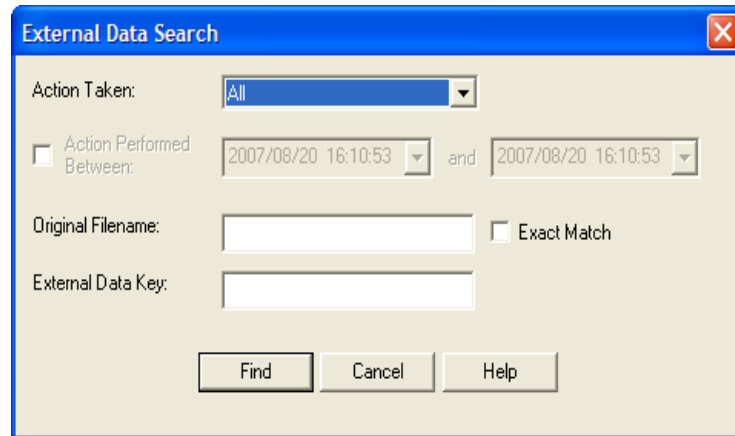 External Data Search
Action Taken: All
Action Performed
Between: 2007/08/20 16:10:53 and 2007/08/20 16:10:53
Original Filename: Exact Match
External Data Key:
Find Cancel Help